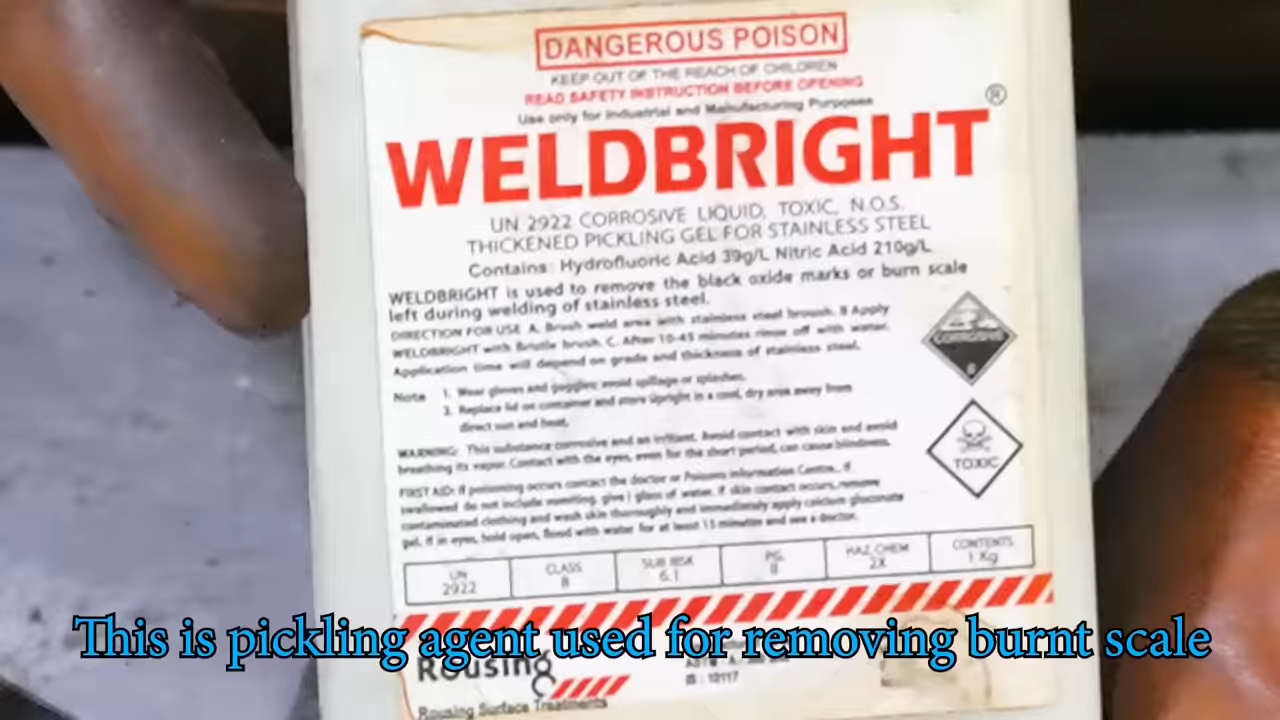 DANGEROUS POISON
KEEP OUT OF THE REACH OF CHILDREN
READ SAFETY INSTRUCTION BEFORE OPENING
Use only for Industrial and Manufacturing Purposes
WELDBRIGHT®
UN 2922 CORROSIVE LIQUID, TOXIC, N.O.S.
THICKENED PICKLING GEL FOR STAINLESS STEEL
Contains: Hydrofluoric Acid 39g/L Nitric Acid 210g/L
WELDBRIGHT is used to remove the black oxide marks or burn scale
left during welding of stainless steel.
DIRECTION FOR USE A. Brush weld area with stainless steel broush. B Apply
WELDBRIGHT with Bristle brush. C. After 10-45 minutes rinse off with water.
Application time will depend on grade and thickness of stainless steel.
Note 1. Wear gloves and goggles; avoid spillage or splashes.
Replace lid on container and store upright in a cool, dry area away from
direct sun and heat.
CORROSIVE
8
WARNING: This substance corrosive and an irritant. Avoid contact with skin and avoid
breathing its vapor. Contact with the eyes, even for the short period, can cause blindness.
TOXIC
FIRST AID: If poisoning occurs contact the doctor or Poisons Information Centre. If
swallowed do not include vomiting, give 1 glass of water. If skin contact occurs, remove
contaminated clothing and wash skin thoroughly and immediately apply calcium gluconate
gel. If in eyes, hold open, flood with water for at least 15 minutes and see a doctor.
UN CLASS SUB RISK PG. HAZ CHEM CONTENTS
2922 8 6.1 II 2X 1 Kg
This is pickling agent used for removing burnt scale
Rousing
Rousing Surface Treatments